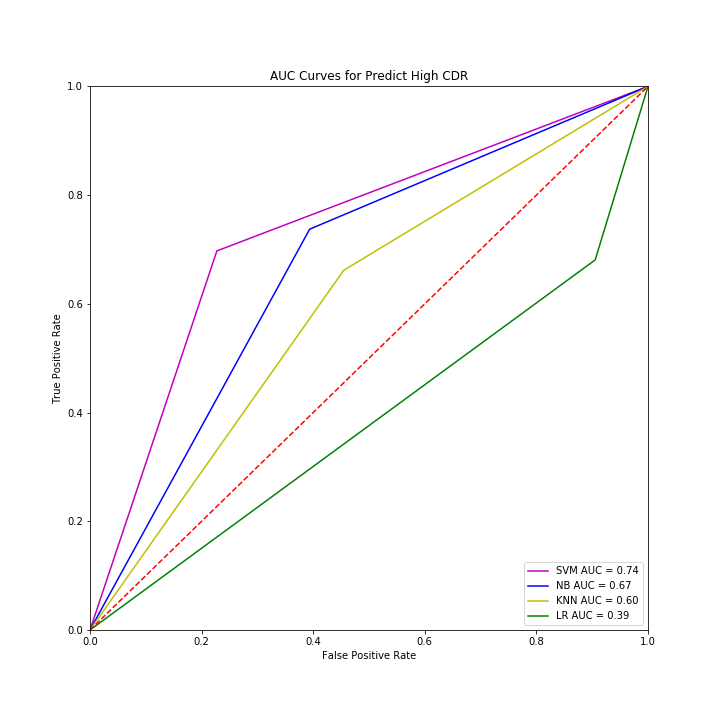 AUC Curves for Predict High CDR
1.0
0.8
0.6
0.4
0.2
0.0
True Positive Rate
0.0 0.2 0.4 0.6 0.8 1.0
False Positive Rate
SVM AUC = 0.74
NB AUC = 0.67
KNN AUC = 0.60
LR AUC = 0.39